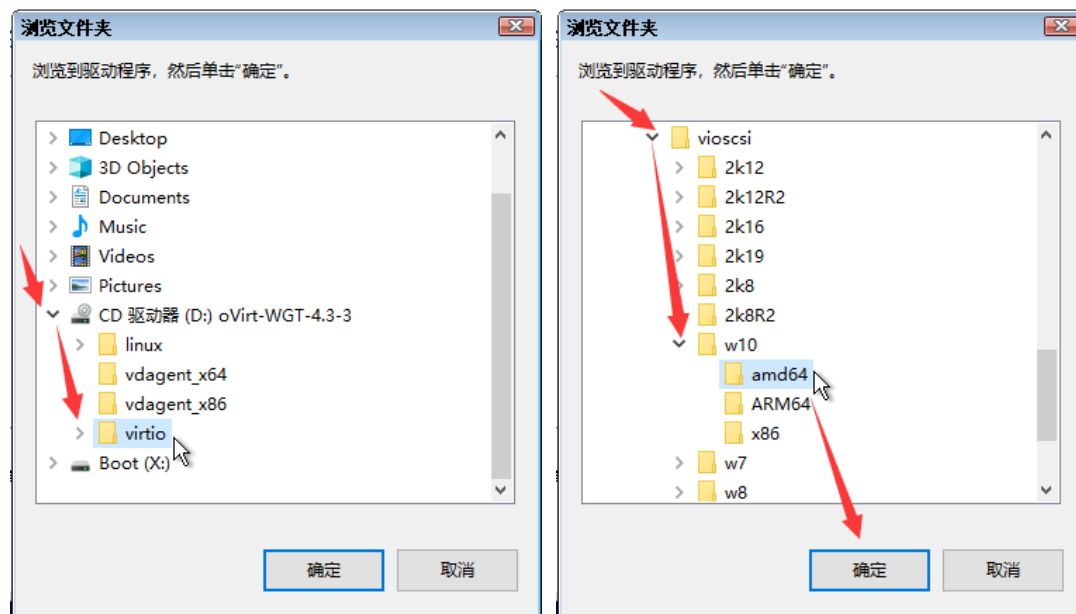 浏览文件夹
浏览到驱动程序，然后单击“确定”。
Desktop
3D Objects
Documents
Music
Videos
Pictures
CD 驱动器 (D:) oVirt-WGT-4.3-3
linux
vdagent_x64
vdagent_x86
virtio
Boot (X:)
确定
取消
浏览文件夹
浏览到驱动程序，然后单击“确定”。
vioscsi
2k12
2k12R2
2k16
2k19
2k8
2k8R2
w10
amd64
ARM64
x86
w7
w8
确定
取消